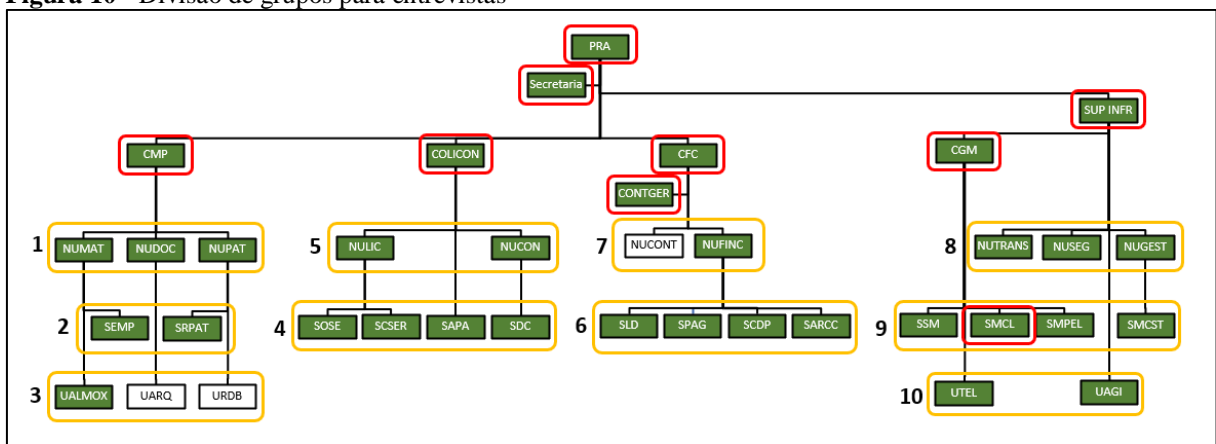 Figura 10 - Divisão de grupos para entrevistas
PRA
Secretaria
SUP INFR
CMP
COLICON
CFC
CGM
CONTGER
1
NUMAT
NUDOC
NUPAT
5
NULIC
NUCON
7
NUCONT
NUFINC
8
NUTRANS
NUSEG
NUGEST
2
SEMP
SRPAT
4
SOSE
SCSER
SAPA
SDC
6
SLD
SPAG
SCDP
SARCC
9
SSM
SMCL
SMPEL
SMCST
3
UALMOX
UARQ
URDB
10
UTEL
UAGI